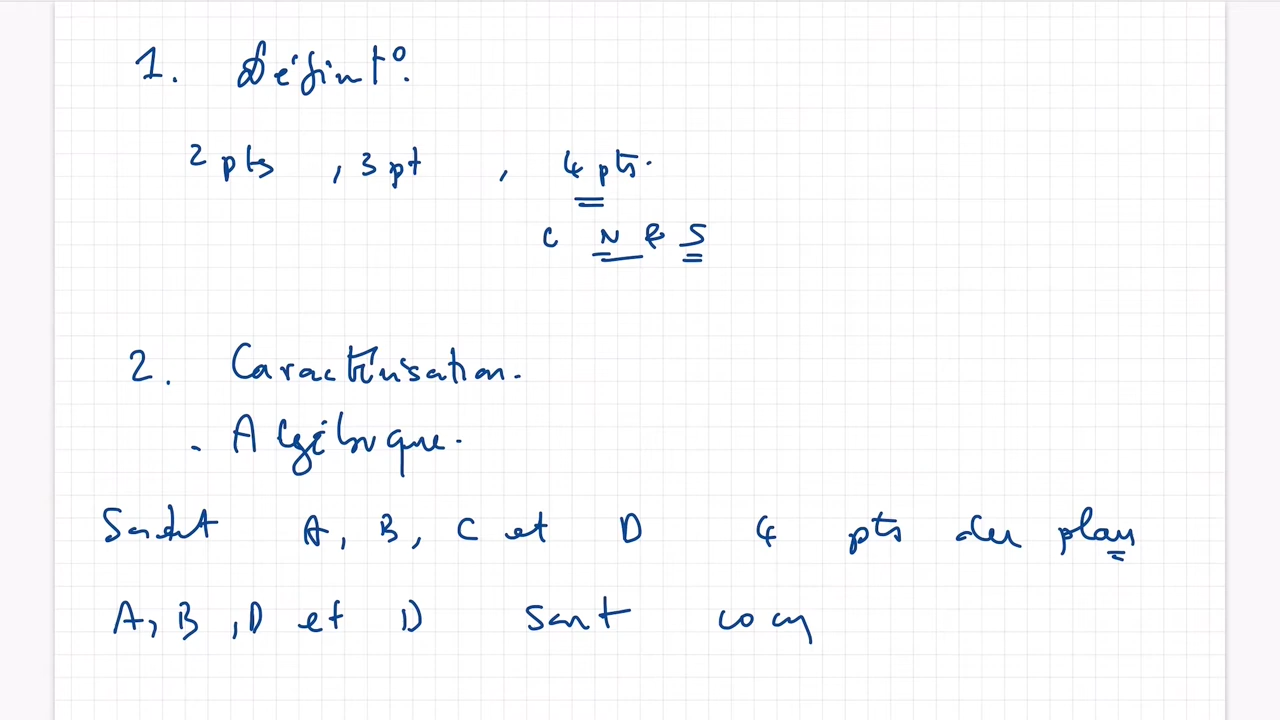 1. Définit°.
2 pts , 3 pt , 4 pts.
C N & S
2. Caractérisation.
. Algébrique.
Soient A, B, C et D 4 pts du plan
A, B, D et D sont cocy